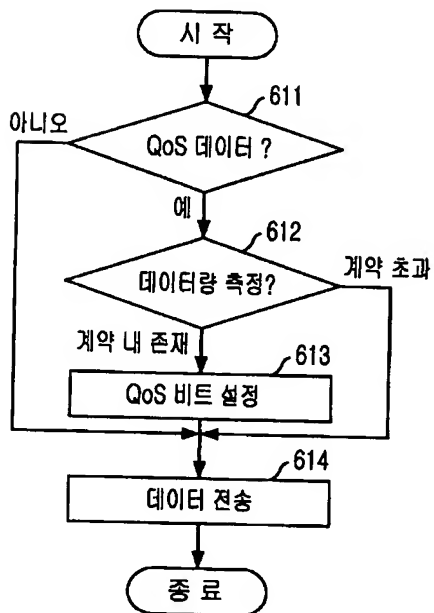 시 작
611
아니오
QoS 데이터 ?
예
612
계약 초과
데이터량 측정?
계약 내 존재
613
QoS 비트 설정
614
데이터 전송
종 료